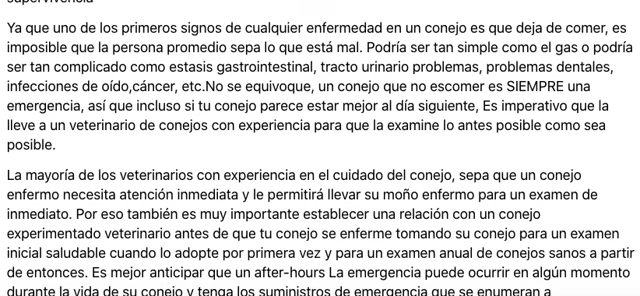 supervivencia
Ya que uno de los primeros signos de cualquier enfermedad en un conejo es que deja de comer, es
imposible que la persona promedio sepa lo que está mal. Podría ser tan simple como el gas o podría
ser tan complicado como estasis gastrointestinal, tracto urinario problemas, problemas dentales,
infecciones de oído,cáncer, etc.No se equivoque, un conejo que no escomer es SIEMPRE una
emergencia, así que incluso si tu conejo parece estar mejor al día siguiente, Es imperativo que la
lleve a un veterinario de conejos con experiencia para que la examine lo antes posible como sea
posible.
La mayoría de los veterinarios con experiencia en el cuidado del conejo, sepa que un conejo
enfermo necesita atención inmediata y le permitirá llevar su moño enfermo para un examen de
inmediato. Por eso también es muy importante establecer una relación con un conejo
experimentado veterinario antes de que tu conejo se enferme tomando su conejo para un examen
inicial saludable cuando lo adopte por primera vez y para un examen anual de conejos sanos a partir
de entonces. Es mejor anticipar que un after-hours La emergencia puede ocurrir en algún momento
durante la vida de su conejo y tenga los suministros de emergencia que se enumeran a